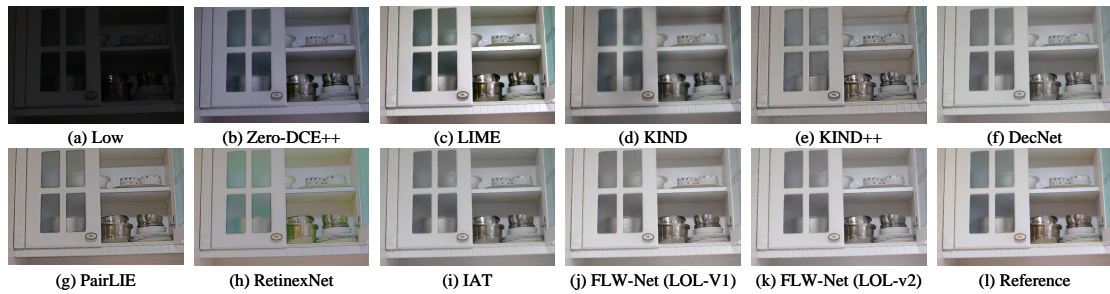 (a) Low (b) Zero-DCE++ (c) LIME (d) KIND (e) KIND++ (f) DecNet
(g) PairLIE (h) RetinexNet (i) IAT (j) FLW-Net (LOL-V1) (k) FLW-Net (LOL-v2) (l) Reference